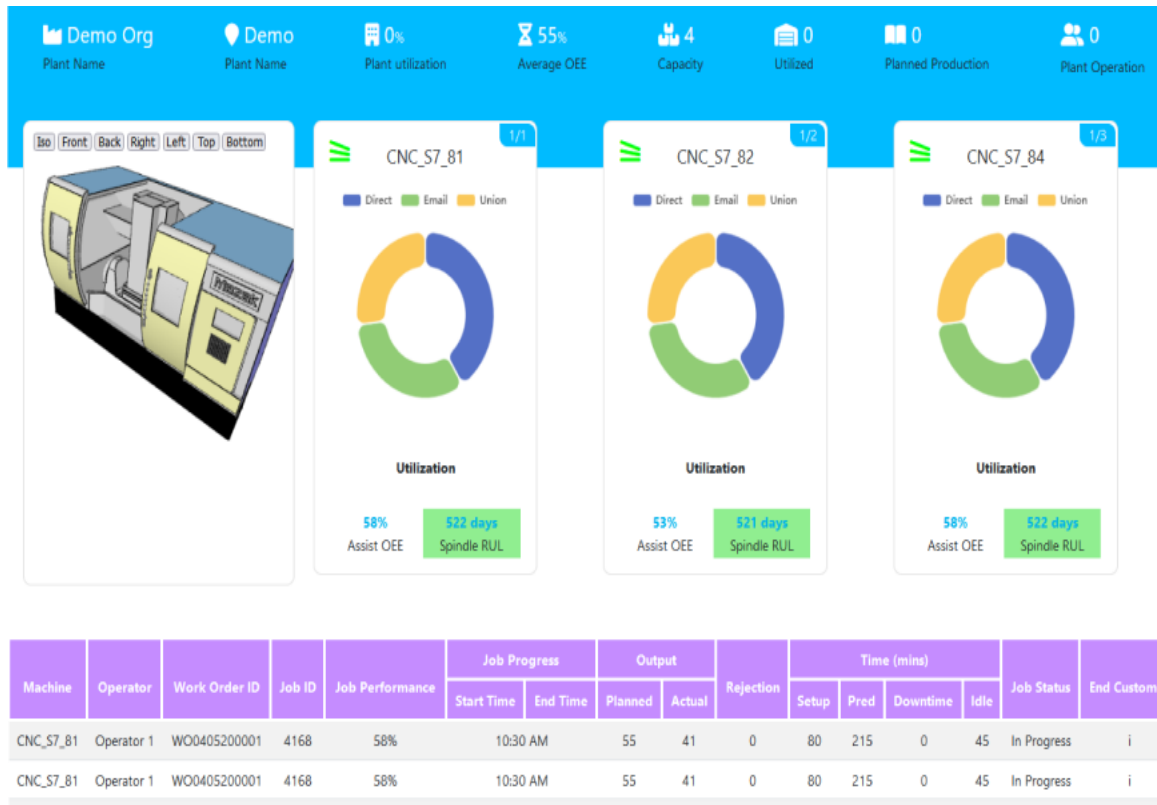 Demo Org
Plant Name
Demo
Plant Name
0%
Plant utilization
55%
Average OEE
4
Capacity
0
Utilized
0
Planned Production
0
Plant Operation
Iso Front Back Right Left Top Bottom
Mazak
1/1
CNC_S7_81
Direct Email Union
Utilization
58% 522 days
Assist OEE Spindle RUL
1/2
CNC_S7_82
Direct Email Union
Utilization
53% 521 days
Assist OEE Spindle RUL
1/3
CNC_S7_84
Direct Email Union
Utilization
58% 522 days
Assist OEE Spindle RUL
Job Progress Output Time (mins)
Machine Operator Work Order ID Job ID Job Performance Rejection Job Status End Custom
Start Time End Time Planned Actual Setup Pred Downtime Idle
CNC_S7_81 Operator 1 WO0405200001 4168 58% 10:30 AM 55 41 0 80 215 0 45 In Progress i
CNC_S7_81 Operator 1 WO0405200001 4168 58% 10:30 AM 55 41 0 80 215 0 45 In Progress i